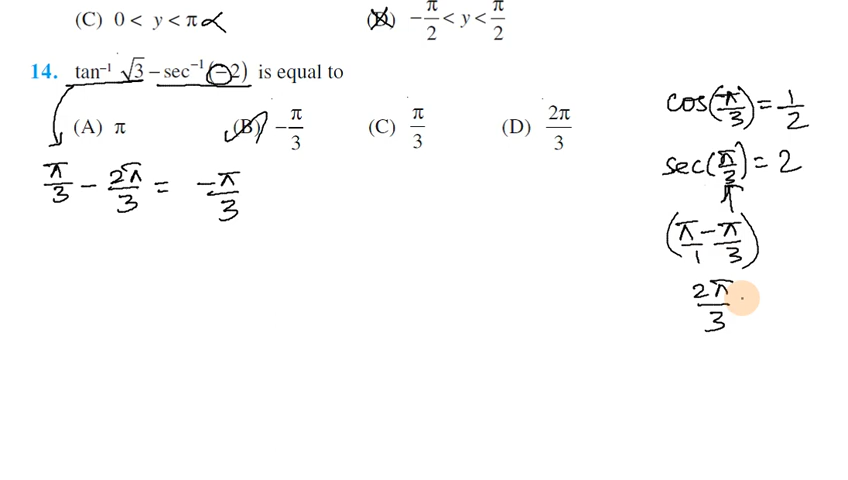 (C) 0 < y < π ∝ (D) -π/2 < y < π/2
14. tan⁻¹ √3 – sec⁻¹ (–2) is equal to
(A) π (B) -π/3 (C) π/3 (D) 2π/3
π/3 - 2π/3 = -π/3
cos(π/3) = 1/2
sec(π/3) = 2
(π/1 - π/3)
2π/3